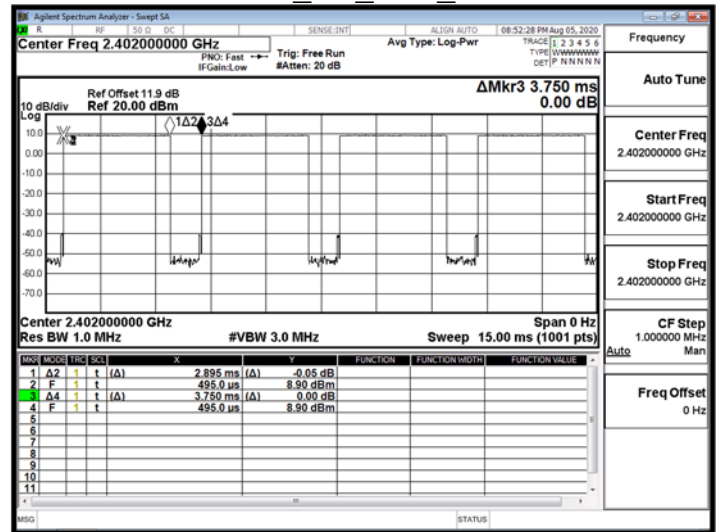 Agilent Spectrum Analyzer - Swept SA
R RF 50 Ω DC SENSE:INT ALIGN AUTO 08:52:28 PM Aug 05, 2020
Center Freq 2.402000000 GHz
PNO: Fast
IFGain:Low
Trig: Free Run
#Atten: 20 dB
Avg Type: Log-Pwr
TRACE 1 2 3 4 5 6
TYPE WWWWWW
DET P N N N N N
Frequency
Auto Tune
Center Freq
2.402000000 GHz
Start Freq
2.402000000 GHz
Stop Freq
2.402000000 GHz
CF Step
1.000000 MHz
Auto Man
Freq Offset
0 Hz
ΔMkr3 3.750 ms
0.00 dB
Ref Offset 11.9 dB
10 dB/div Ref 20.00 dBm
Log
1Δ2 3Δ4
10.0
0.00
-10.0
-20.0
-30.0
-40.0
-50.0
-60.0
-70.0
Center 2.402000000 GHz Span 0 Hz
Res BW 1.0 MHz #VBW 3.0 MHz Sweep 15.00 ms (1001 pts)
MKR MODE TRC SCL X Y FUNCTION FUNCTION WIDTH FUNCTION VALUE
1 Δ2 1 t (Δ) 2.895 ms (Δ) -0.05 dB
2 F 1 t 495.0 µs 8.90 dBm
3 Δ4 1 t (Δ) 3.750 ms (Δ) 0.00 dB
4 F 1 t 495.0 µs 8.90 dBm
5
6
7
8
9
10
11
MSG STATUS